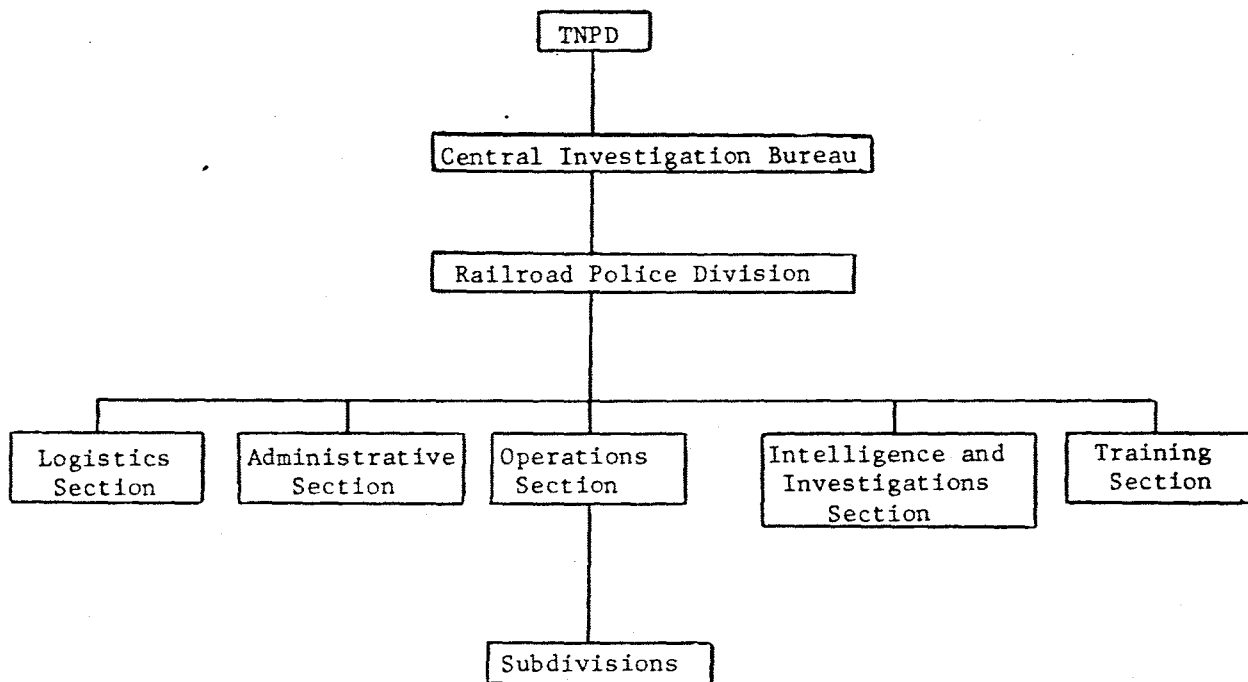 TNPD
Central Investigation Bureau
Railroad Police Division
Logistics
Section
Administrative
Section
Operations
Section
Intelligence and
Investigations
Section
Training
Section
Subdivisions